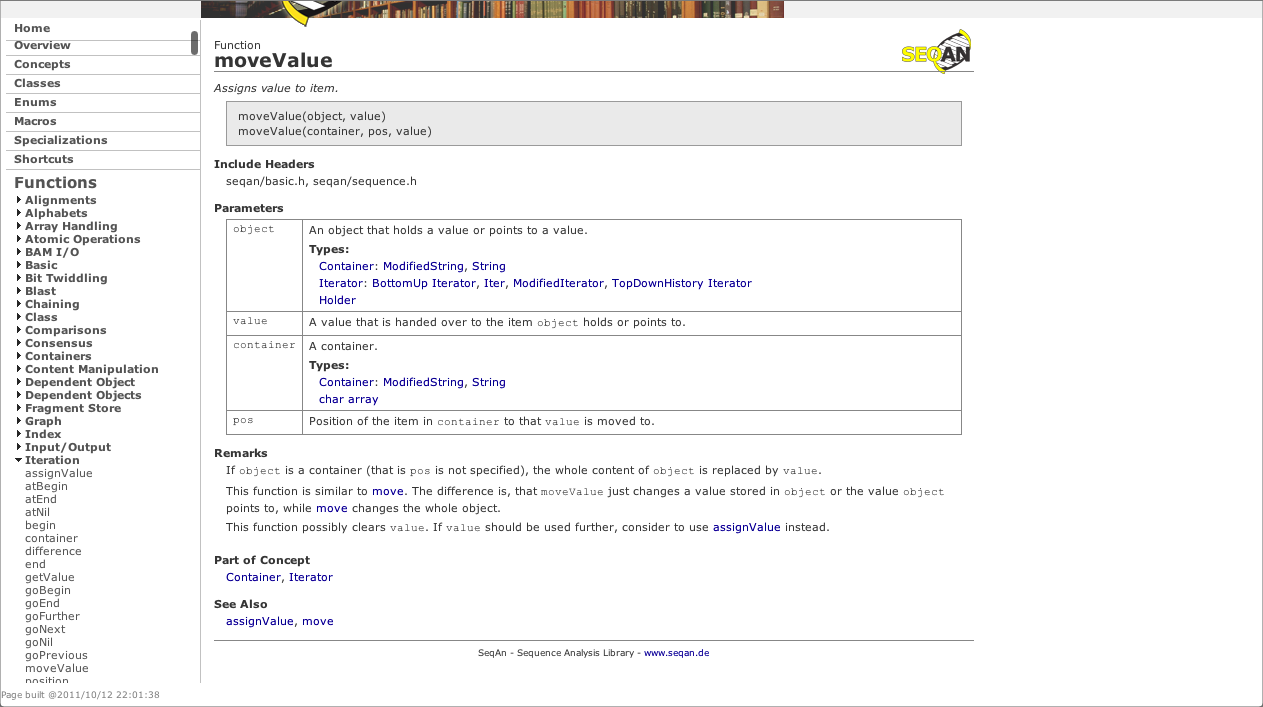 Home
Overview
Concepts
Classes
Enums
Macros
Specializations
Shortcuts
Functions
Alignments
Alphabets
Array Handling
Atomic Operations
BAM I/O
Basic
Bit Twiddling
Blast
Chaining
Class
Comparisons
Consensus
Containers
Content Manipulation
Dependent Object
Dependent Objects
Fragment Store
Graph
Index
Input/Output
Iteration
assignValue
atBegin
atEnd
atNil
begin
container
difference
end
getValue
goBegin
goEnd
goFurther
goNext
goNil
goPrevious
moveValue
position
Page built @2011/10/12 22:01:38
Function
moveValue
SEQAN
Assigns value to item.
moveValue(object, value)
moveValue(container, pos, value)
Include Headers
seqan/basic.h, seqan/sequence.h
Parameters
object
An object that holds a value or points to a value.
Types:
Container: ModifiedString, String
Iterator: BottomUp Iterator, Iter, ModifiedIterator, TopDownHistory Iterator
Holder
value
A value that is handed over to the item object holds or points to.
container
A container.
Types:
Container: ModifiedString, String
char array
pos
Position of the item in container to that value is moved to.
Remarks
If object is a container (that is pos is not specified), the whole content of object is replaced by value.
This function is similar to move. The difference is, that moveValue just changes a value stored in object or the value object
points to, while move changes the whole object.
This function possibly clears value. If value should be used further, consider to use assignValue instead.
Part of Concept
Container, Iterator
See Also
assignValue, move
SeqAn - Sequence Analysis Library - www.seqan.de